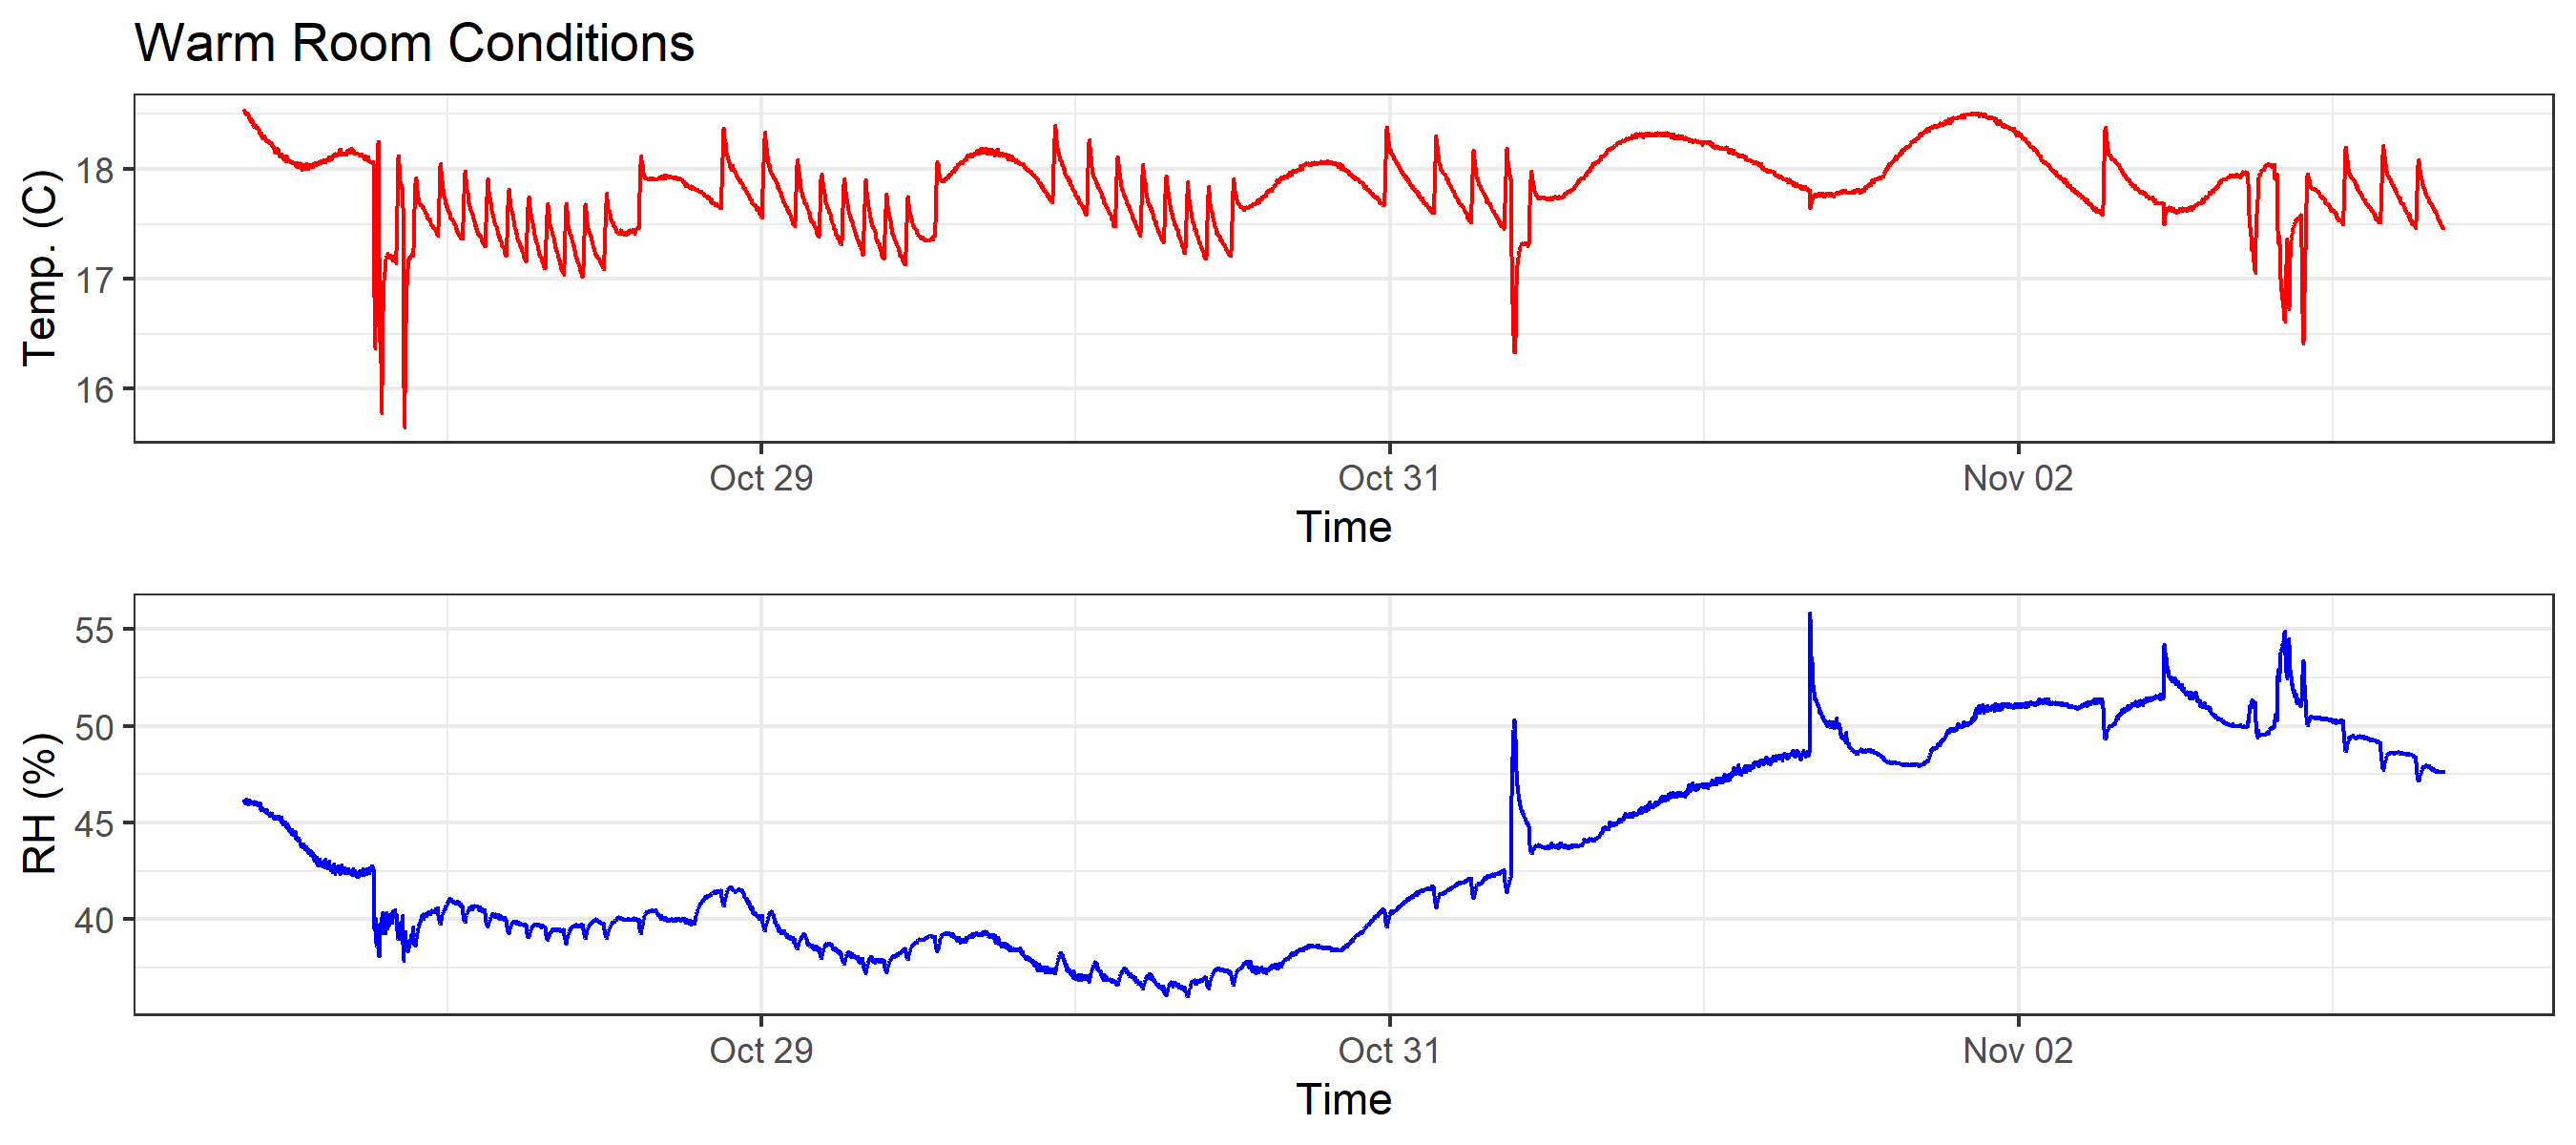 Warm Room Conditions
Temp. (C)
18
17
16
Oct 29 Oct 31 Nov 02
Time
RH (%)
55
50
45
40
Oct 29 Oct 31 Nov 02
Time